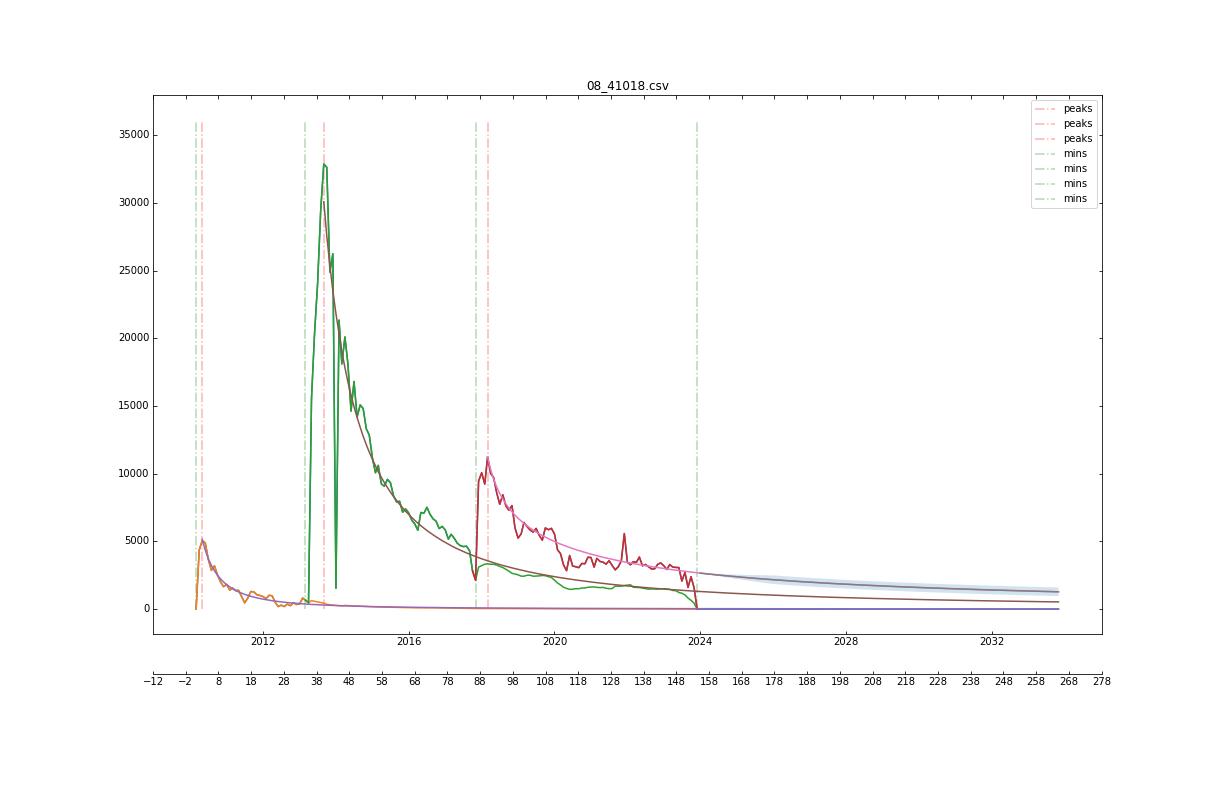 08_41018.csv
peaks
peaks
peaks
mins
mins
mins
mins
35000
30000
25000
20000
15000
10000
5000
0
2012 2016 2020 2024 2028 2032
−12 −2 8 18 28 38 48 58 68 78 88 98 108 118 128 138 148 158 168 178 188 198 208 218 228 238 248 258 268 278